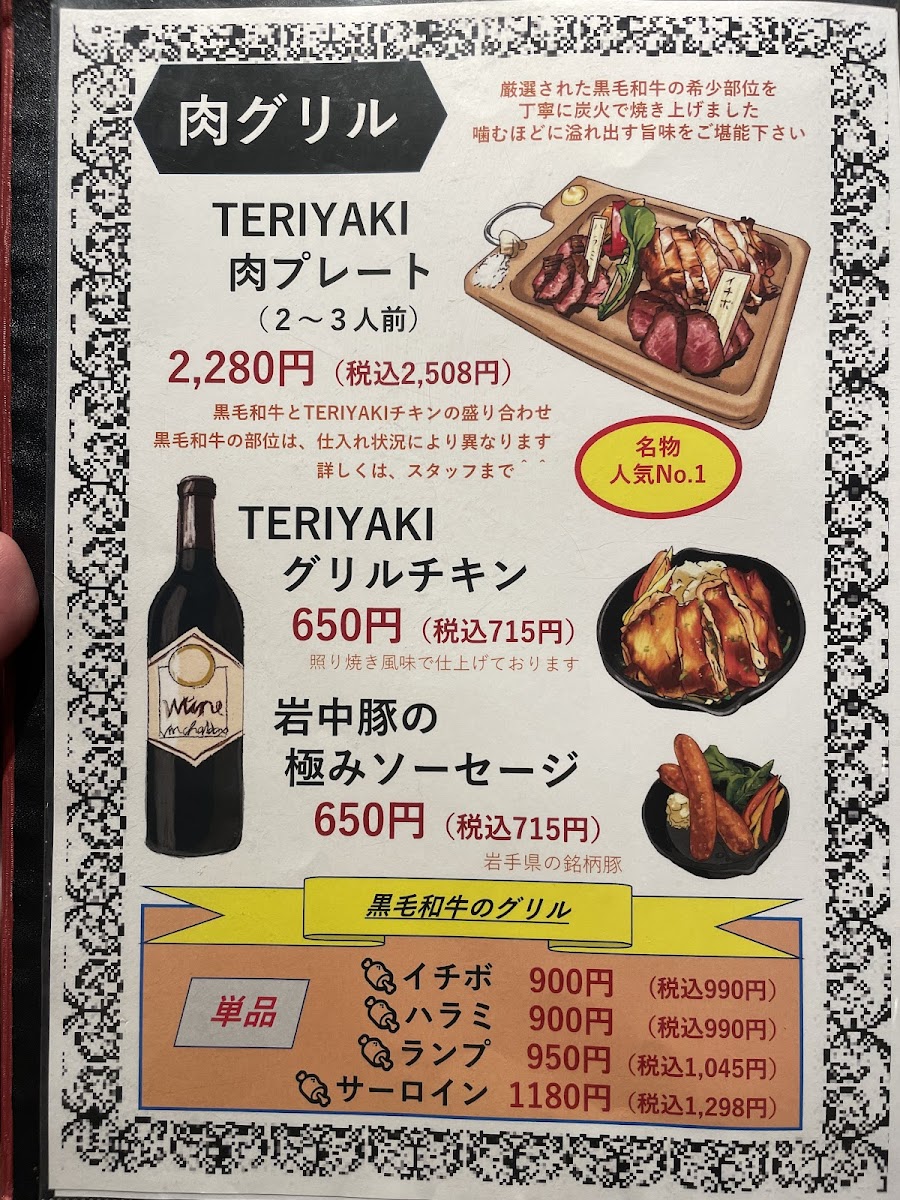 肉グリル
厳選された黒毛和牛の希少部位を
丁寧に炭火で焼き上げました
噛むほどに溢れ出す旨味をご堪能下さい
TERIYAKI
肉プレート
（２〜３人前）
2,280円（税込2,508円）
黒毛和牛とTERIYAKIチキンの盛り合わせ
黒毛和牛の部位は、仕入れ状況により異なります
詳しくは、スタッフまで＾＾
ハラミ
イチボ
名物
人気No.1
TERIYAKI
グリルチキン
650円（税込715円）
照り焼き風味で仕上げております
Wine
岩中豚の
極みソーセージ
650円（税込715円）
岩手県の銘柄豚
黒毛和牛のグリル
単品
イチボ 900円 （税込990円）
ハラミ 900円 （税込990円）
ランプ 950円（税込1,045円）
サーロイン 1180円（税込1,298円）